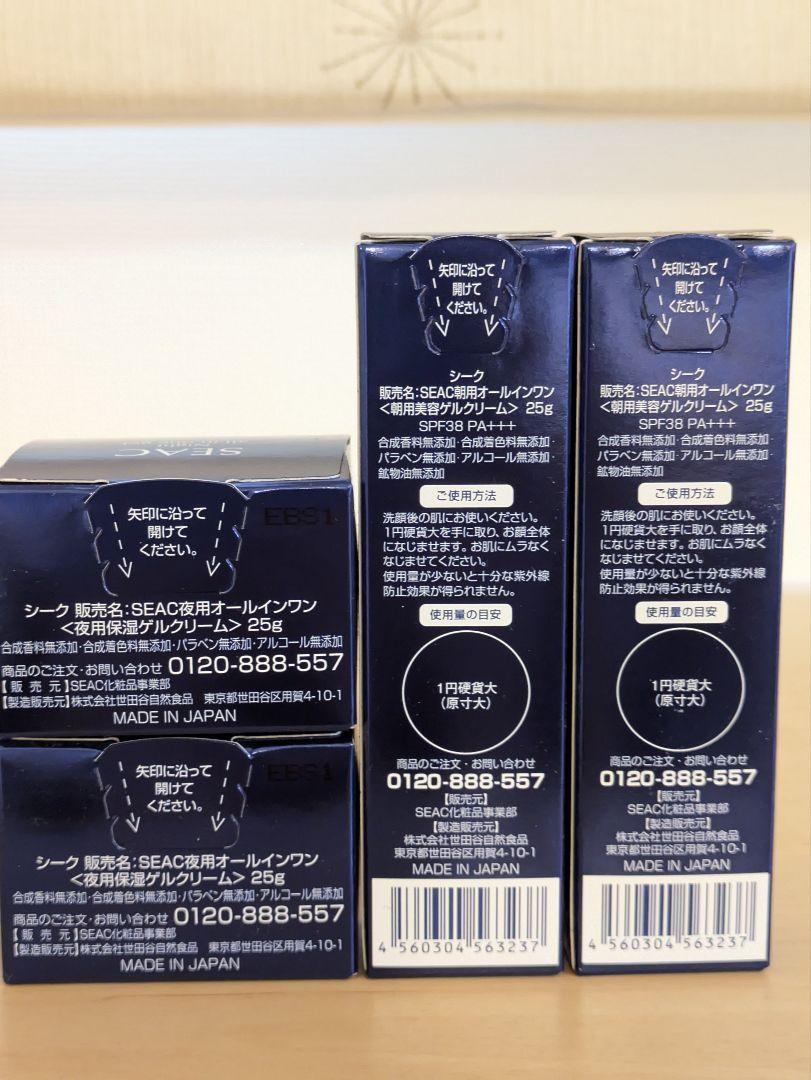 SEAC
矢印に沿って
開けて
ください。
EBS1
シーク 販売名:SEAC夜用オールインワン
<夜用保湿ゲルクリーム> 25g
合成香料無添加・合成着色料無添加・パラベン無添加・アルコール無添加
商品のご注文・お問い合わせ 0120-888-557
【販売元】SEAC化粧品事業部
【製造販売元】株式会社世田谷自然食品 東京都世田谷区用賀4-10-1
MADE IN JAPAN
矢印に沿って
開けて
ください。
EBS1
シーク 販売名:SEAC夜用オールインワン
<夜用保湿ゲルクリーム> 25g
合成香料無添加・合成着色料無添加・パラベン無添加・アルコール無添加
商品のご注文・お問い合わせ 0120-888-557
【販売元】SEAC化粧品事業部
【製造販売元】株式会社世田谷自然食品 東京都世田谷区用賀4-10-1
MADE IN JAPAN
矢印に沿って
開けて
ください。
シーク
販売名:SEAC朝用オールインワン
<朝用美容ゲルクリーム> 25g
SPF38 PA+++
合成香料無添加・合成着色料無添加・
パラベン無添加・アルコール無添加・
鉱物油無添加
ご使用方法
洗顔後の肌にお使いください。
1円硬貨大を手に取り、お顔全体
になじませます。お肌にムラなく
なじませてください。
使用量が少ないと十分な紫外線
防止効果が得られません。
使用量の目安
1円硬貨大
(原寸大)
商品のご注文・お問い合わせ
0120-888-557
【販売元】
SEAC化粧品事業部
【製造販売元】
株式会社世田谷自然食品
東京都世田谷区用賀4-10-1
MADE IN JAPAN
4 560304 563237
矢印に沿って
開けて
ください。
シーク
販売名:SEAC朝用オールインワン
<朝用美容ゲルクリーム> 25g
SPF38 PA+++
合成香料無添加・合成着色料無添加・
パラベン無添加・アルコール無添加・
鉱物油無添加
ご使用方法
洗顔後の肌にお使いください。
1円硬貨大を手に取り、お顔全体
になじませます。お肌にムラなく
なじませてください。
使用量が少ないと十分な紫外線
防止効果が得られません。
使用量の目安
1円硬貨大
(原寸大)
商品のご注文・お問い合わせ
0120-888-557
【販売元】
SEAC化粧品事業部
【製造販売元】
株式会社世田谷自然食品
東京都世田谷区用賀4-10-1
MADE IN JAPAN
4 560304 563237